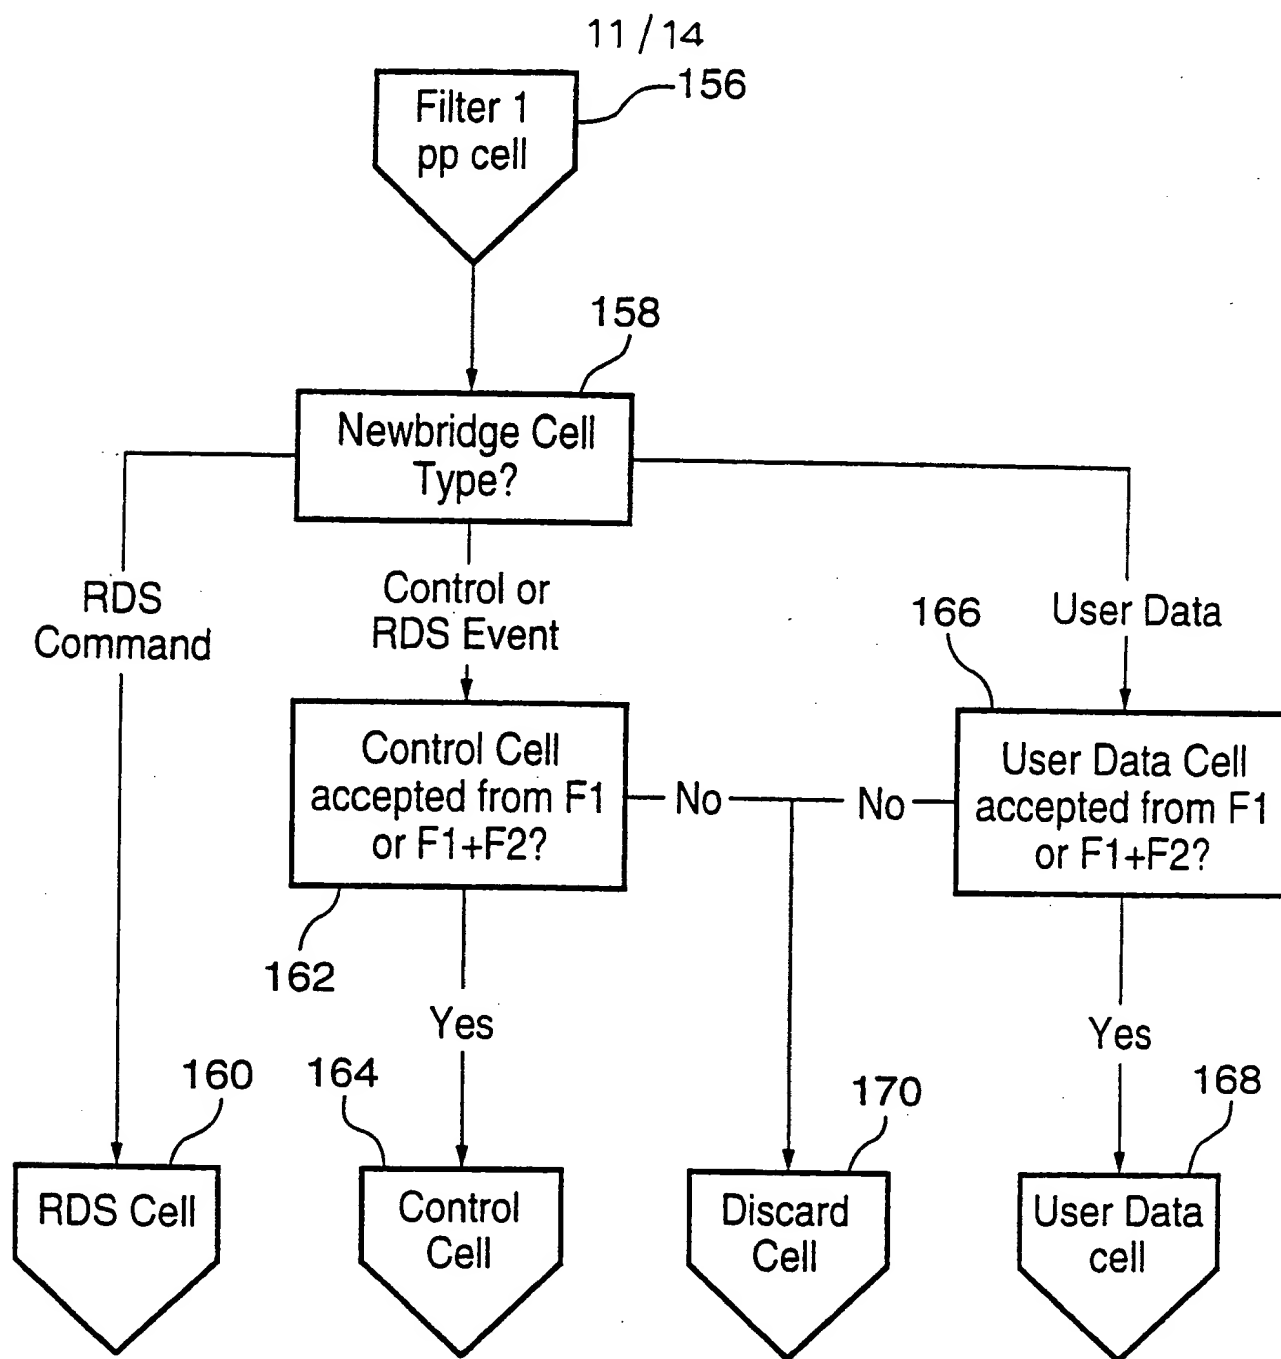 11/14
Filter 1
pp cell
156
158
Newbridge Cell
Type?
RDS
Command
Control or
RDS Event
166
User Data
Control Cell
accepted from F1
or F1+F2?
No
No
User Data Cell
accepted from F1
or F1+F2?
162
Yes
Yes
160
164
170
168
RDS Cell
Control
Cell
Discard
Cell
User Data
cell